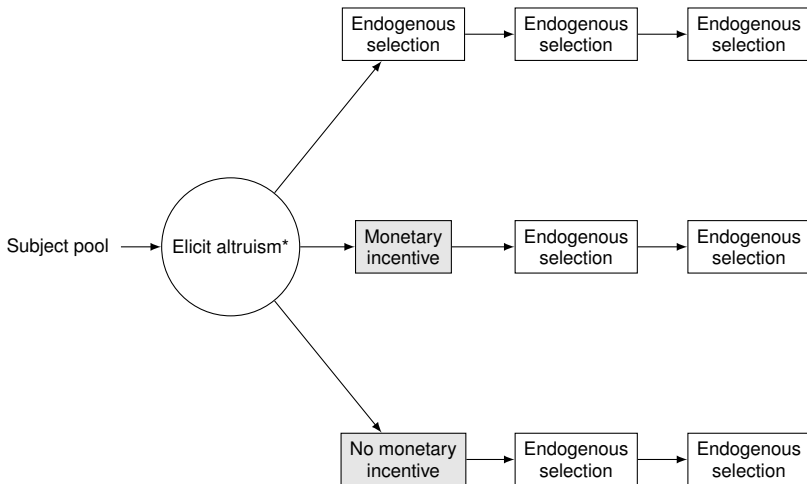 Endogenous
selection
Endogenous
selection
Endogenous
selection
Subject pool
Elicit altruism*
Monetary
incentive
Endogenous
selection
Endogenous
selection
No monetary
incentive
Endogenous
selection
Endogenous
selection